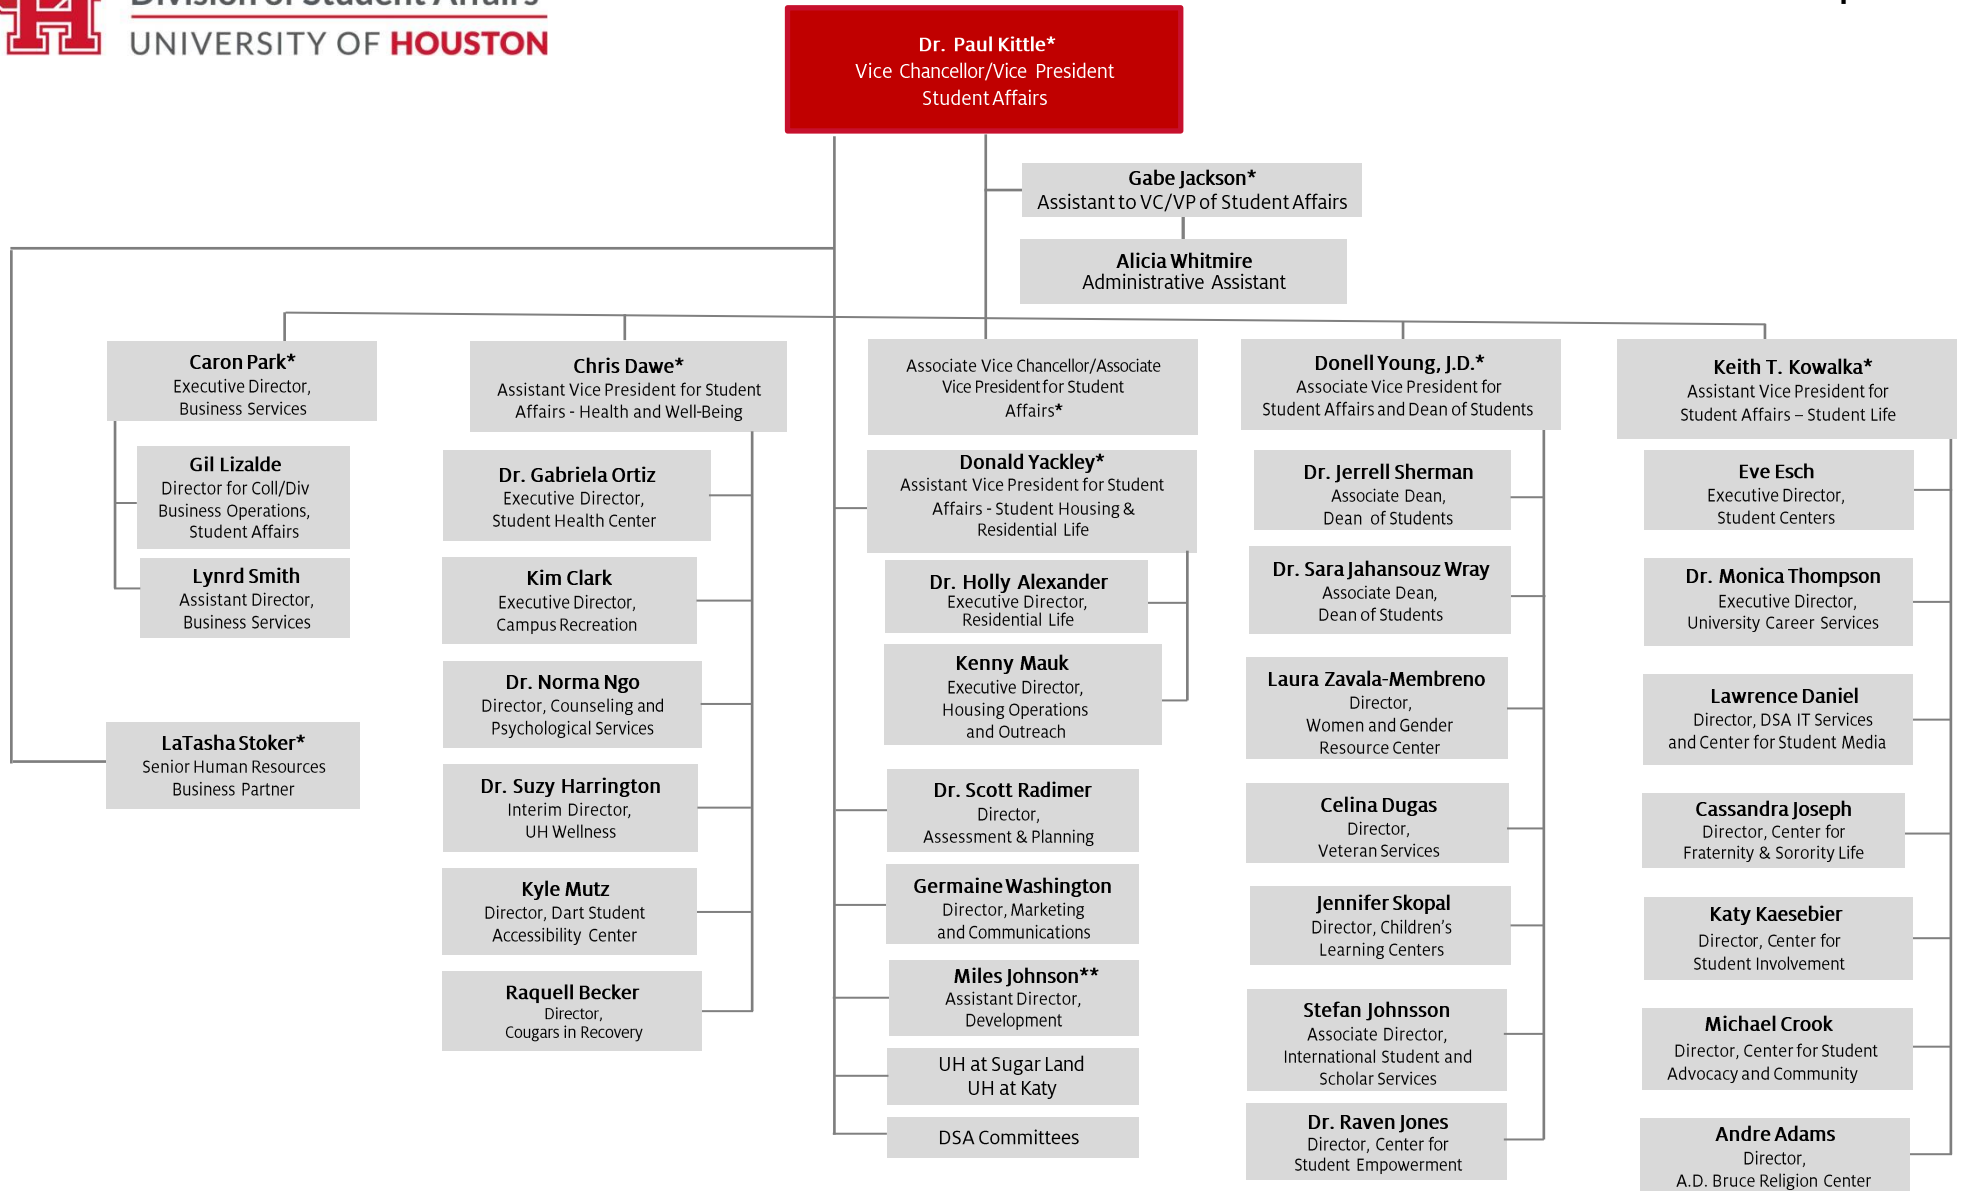 Division of Student Affairs
UNIVERSITY OF HOUSTON
Dr. Paul Kittle*
Vice Chancellor/Vice President
Student Affairs
Gabe Jackson*
Assistant to VC/VP of Student Affairs
Alicia Whitmire
Administrative Assistant
Caron Park*
Executive Director,
Business Services
Gil Lizalde
Director for Coll/Div
Business Operations,
Student Affairs
Lynrd Smith
Assistant Director,
Business Services
LaTasha Stoker*
Senior Human Resources
Business Partner
Chris Dawe*
Assistant Vice President for Student
Affairs - Health and Well-Being
Dr. Gabriela Ortiz
Executive Director,
Student Health Center
Kim Clark
Executive Director,
Campus Recreation
Dr. Norma Ngo
Director, Counseling and
Psychological Services
Dr. Suzy Harrington
Interim Director,
UH Wellness
Kyle Mutz
Director, Dart Student
Accessibility Center
Raquell Becker
Director,
Cougars in Recovery
Associate Vice Chancellor/Associate
Vice President for Student
Affairs*
Donald Yackley*
Assistant Vice President for Student
Affairs - Student Housing &
Residential Life
Dr. Holly Alexander
Executive Director,
Residential Life
Kenny Mauk
Executive Director,
Housing Operations
and Outreach
Dr. Scott Radimer
Director,
Assessment & Planning
Germaine Washington
Director, Marketing
and Communications
Miles Johnson**
Assistant Director,
Development
UH at Sugar Land
UH at Katy
DSA Committees
Donell Young, J.D.*
Associate Vice President for
Student Affairs and Dean of Students
Dr. Jerrell Sherman
Associate Dean,
Dean of Students
Dr. Sara Jahansouz Wray
Associate Dean,
Dean of Students
Laura Zavala-Membreno
Director,
Women and Gender
Resource Center
Celina Dugas
Director,
Veteran Services
Jennifer Skopal
Director, Children’s
Learning Centers
Stefan Johnsson
Associate Director,
International Student and
Scholar Services
Dr. Raven Jones
Director, Center for
Student Empowerment
Keith T. Kowalka*
Assistant Vice President for
Student Affairs – Student Life
Eve Esch
Executive Director,
Student Centers
Dr. Monica Thompson
Executive Director,
University Career Services
Lawrence Daniel
Director, DSA IT Services
and Center for Student Media
Cassandra Joseph
Director, Center for
Fraternity & Sorority Life
Katy Kaesebier
Director, Center for
Student Involvement
Michael Crook
Director, Center for Student
Advocacy and Community
Andre Adams
Director,
A.D. Bruce Religion Center